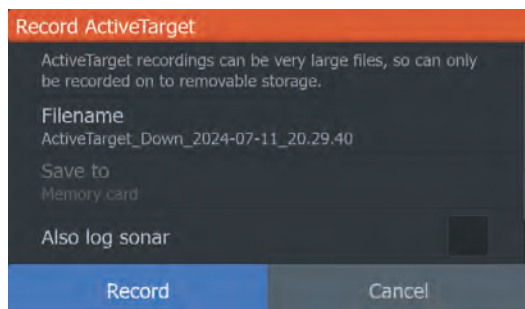 Record ActiveTarget
ActiveTarget recordings can be very large files, so can only
be recorded on to removable storage.
Filename
ActiveTarget_Down_2024-07-11_20.29.40
Save to
Memory card
Also log sonar
Record
Cancel